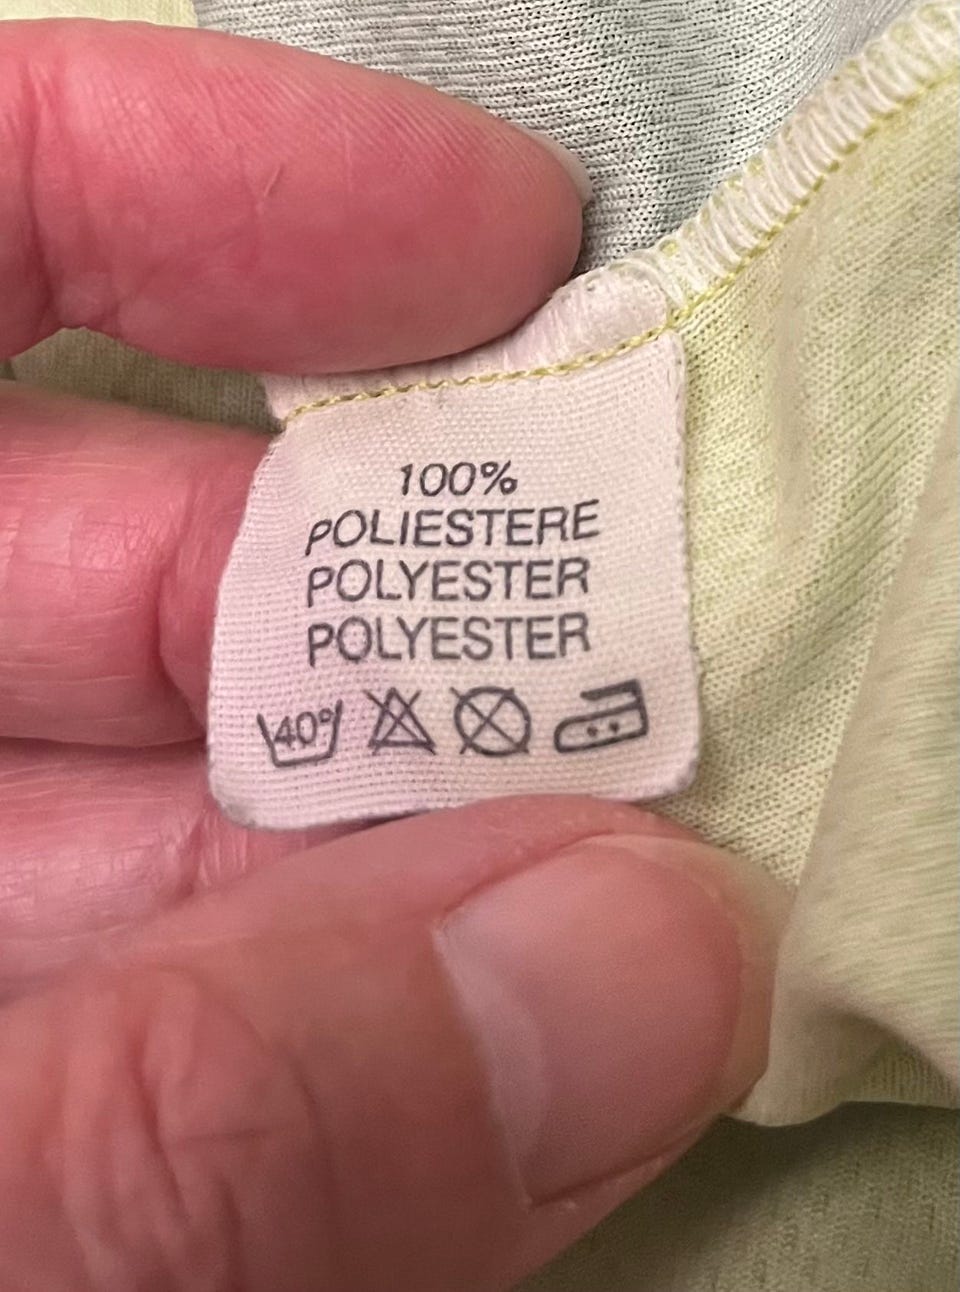 100%
POLIESTERE
POLYESTER
POLYESTER
40°